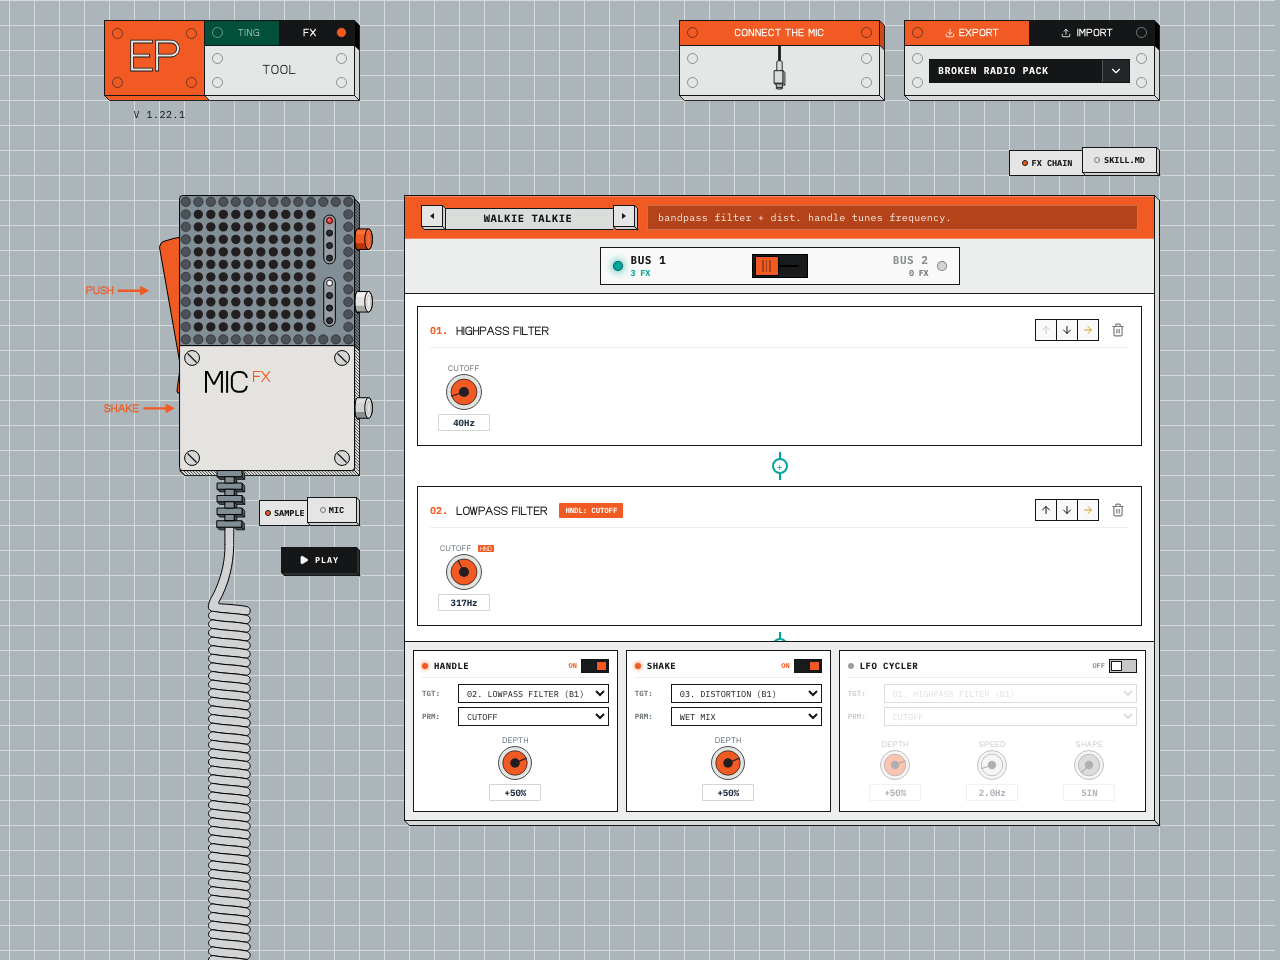 EP
TING
FX
TOOL
V 1.22.1
CONNECT THE MIC
EXPORT
IMPORT
BROKEN RADIO PACK
FX CHAIN
SKILL.MD
PUSH
SHAKE
MIC FX
SAMPLE
MIC
PLAY
WALKIE TALKIE
bandpass filter + dist. handle tunes frequency.
BUS 1
3 FX
BUS 2
0 FX
01. HIGHPASS FILTER
CUTOFF
40Hz
02. LOWPASS FILTER HNDL: CUTOFF
CUTOFF HND
317Hz
HANDLE ON
TGT: 02. LOWPASS FILTER (B1)
PRM: CUTOFF
DEPTH
+50%
SHAKE ON
TGT: 03. DISTORTION (B1)
PRM: WET MIX
DEPTH
+50%
LFO CYCLER OFF
TGT: 01. HIGHPASS FILTER (B1)
PRM: CUTOFF
DEPTH SPEED SHAPE
+50% 2.0Hz SIN